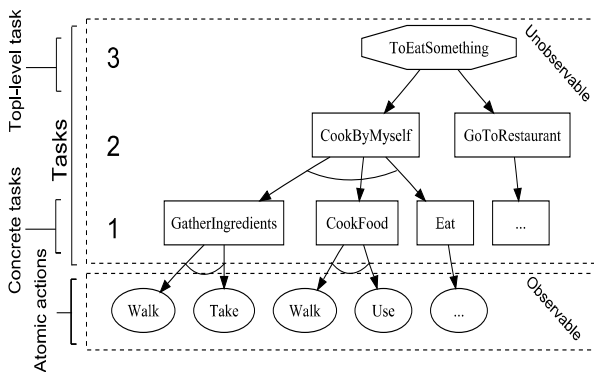 Topl-level task
Tasks
Concrete tasks
Atomic actions
3
ToEatSomething
Unobservable
2
CookByMyself
GoToRestaurant
1
GatherIngredients
CookFood
Eat
...
Walk
Take
Walk
Use
...
Observable